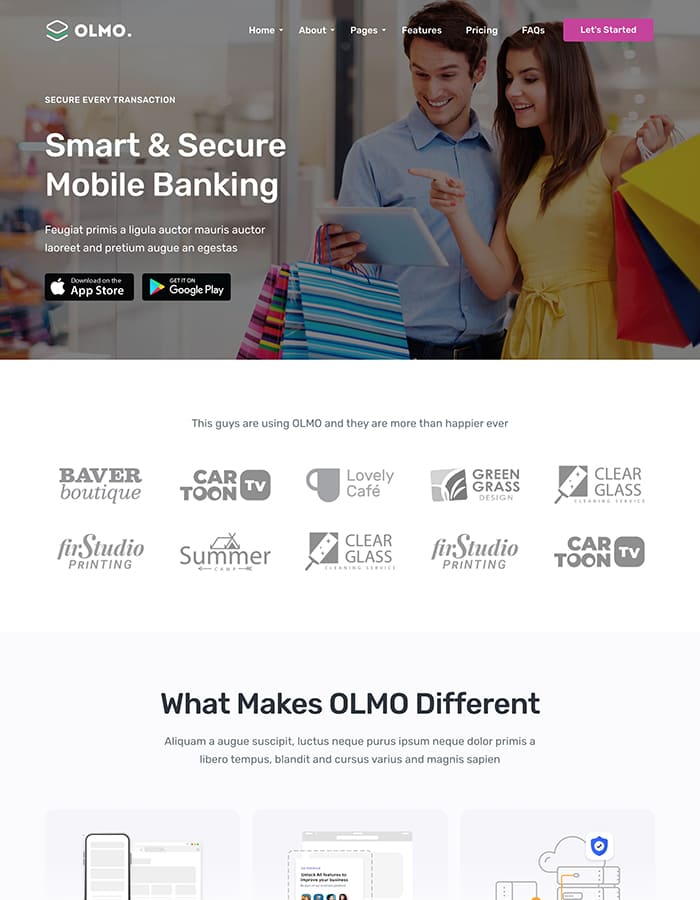 OLMO.
Home
About
Pages
Features
Pricing
FAQs
Let's Started
SECURE EVERY TRANSACTION
Smart & Secure
Mobile Banking
Feugiat primis a ligula auctor mauris auctor
laoreet and pretium augue an egestas
Download on the
App Store
GET IT ON
Google Play
This guys are using OLMO and they are more than happier ever
BAVER
boutique
CAR
TOON TV
Lovely
Café
GREEN
GRASS
DESIGN
CLEAR
GLASS
CLEANING SERVICE
firStudio
PRINTING
Summer
CAMP
CLEAR
GLASS
CLEANING SERVICE
firStudio
PRINTING
CAR
TOON TV
What Makes OLMO Different
Aliquam a augue suscipit, luctus neque purus ipsum neque dolor primis a
libero tempus, blandit and cursus varius and magnis sapien
Unlock All features to
improve your business